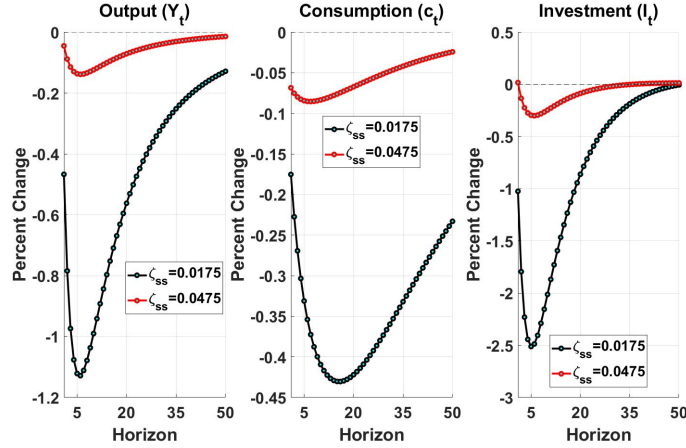 Output (Y_t)
Percent Change
0
-0.2
-0.4
-0.6
-0.8
-1
-1.2
5
20
35
50
Horizon
ζ_ss=0.0175
ζ_ss=0.0475
Consumption (c_t)
Percent Change
0
-0.05
-0.1
-0.15
-0.2
-0.25
-0.3
-0.35
-0.4
-0.45
5
20
35
50
Horizon
ζ_ss=0.0175
ζ_ss=0.0475
Investment (I_t)
Percent Change
0.5
0
-0.5
-1
-1.5
-2
-2.5
-3
5
20
35
50
Horizon
ζ_ss=0.0175
ζ_ss=0.0475